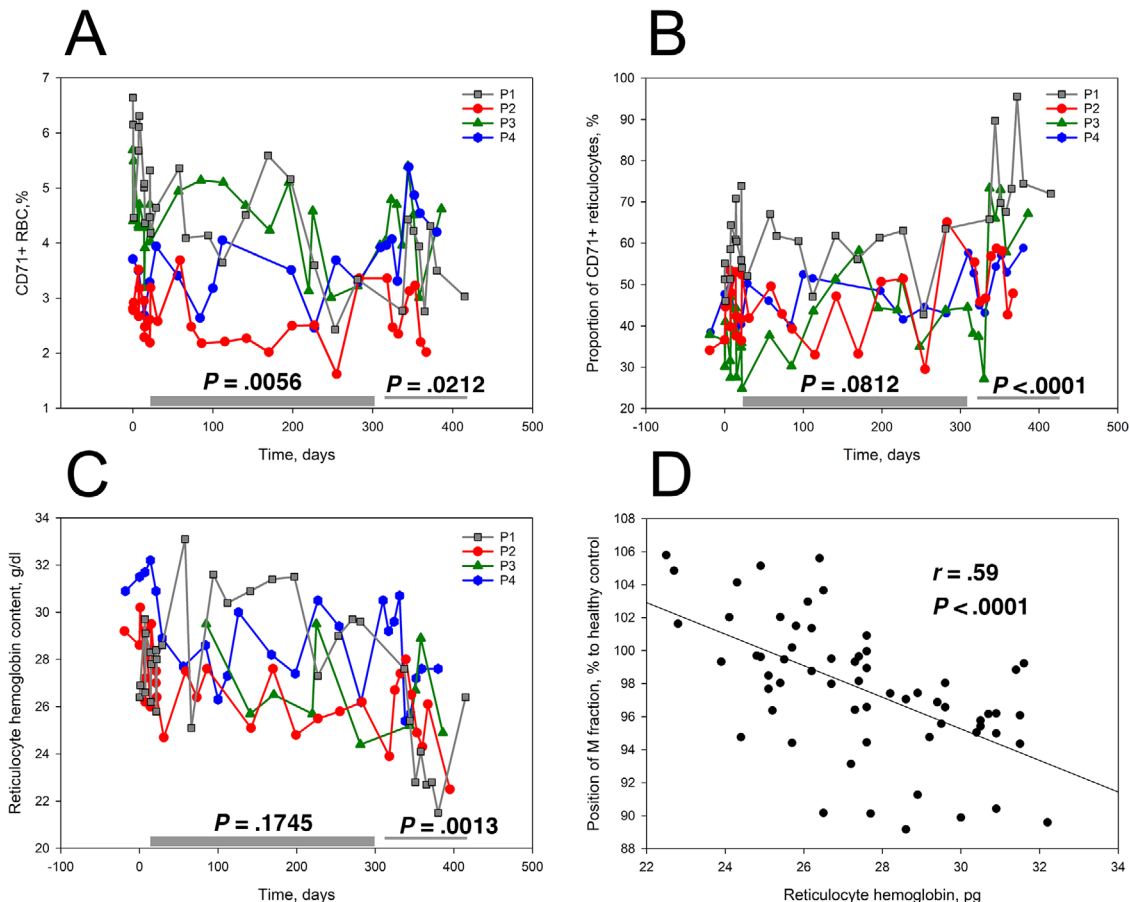 A
CD71+ RBC,%
7
6
5
4
3
2
1
P1
P2
P3
P4
P = .0056
P = .0212
0
100
200
300
400
500
Time, days
B
Proportion of CD71+ reticulocytes, %
100
90
80
70
60
50
40
30
20
P1
P2
P3
P4
P = .0812
P <.0001
-100
0
100
200
300
400
500
Time, days
C
Reticulocyte hemoglobin content, g/dl
34
32
30
28
26
24
22
20
P1
P2
P3
P4
P = .1745
P = .0013
-100
0
100
200
300
400
500
Time, days
D
Position of M fraction, % to healthy control
108
106
104
102
100
98
96
94
92
90
88
r = .59
P <.0001
22
24
26
28
30
32
34
Reticulocyte hemoglobin, pg